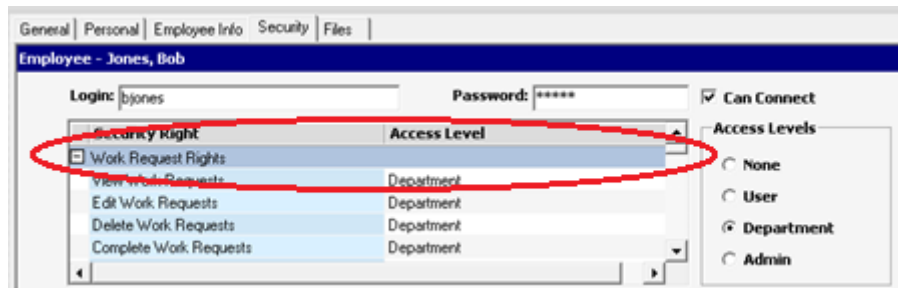 General Personal Employee Info Security Files
Employee - Jones, Bob
Login: bjones Password: ***** Can Connect
Security Right Access Level Access Levels
Work Request Rights
None
View Work Requests Department
User
Edit Work Requests Department
Delete Work Requests Department
Department
Complete Work Requests Department
Admin